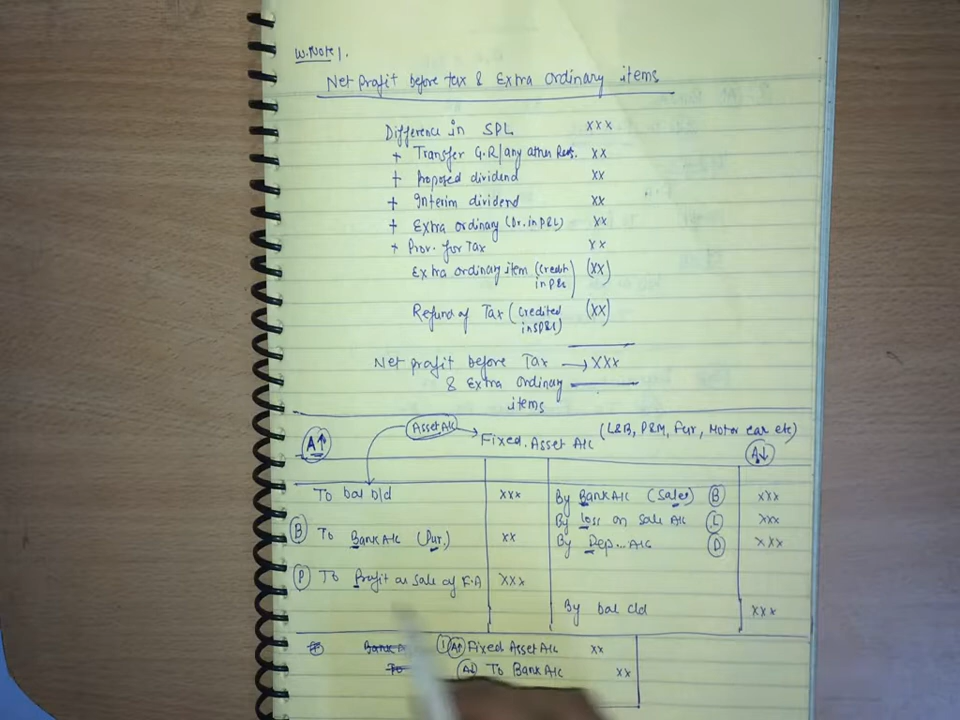 W. Note 1.
Net Profit before tax & Extra ordinary items
Difference in SPL xxx
+ Transfer G.R/any other Res. xx
+ Proposed dividend xx
+ Interim dividend xx
+ Extra ordinary (Dr. in P&L) xx
+ Prov. for Tax xx
Extra ordinary item (credit in P&L) (xx)
Refund of Tax (credited in SP&L) (xx)
Net profit before Tax → xxx
& Extra ordinary
items
A↑ Asset A/c Fixed Asset A/c (L&B, P&M, Fur, Motor car etc) A↓
To bal b/d xxx By Bank A/c (Sales) B xxx
By loss on Sale A/c L xxx
B To Bank A/c (Pur.) xx By Dep... A/c D xxx
P To Profit on Sale of F.A xxx
By bal c/d xxx
1 A↑ Fixed Asset A/c xx
A↓ To Bank A/c xx